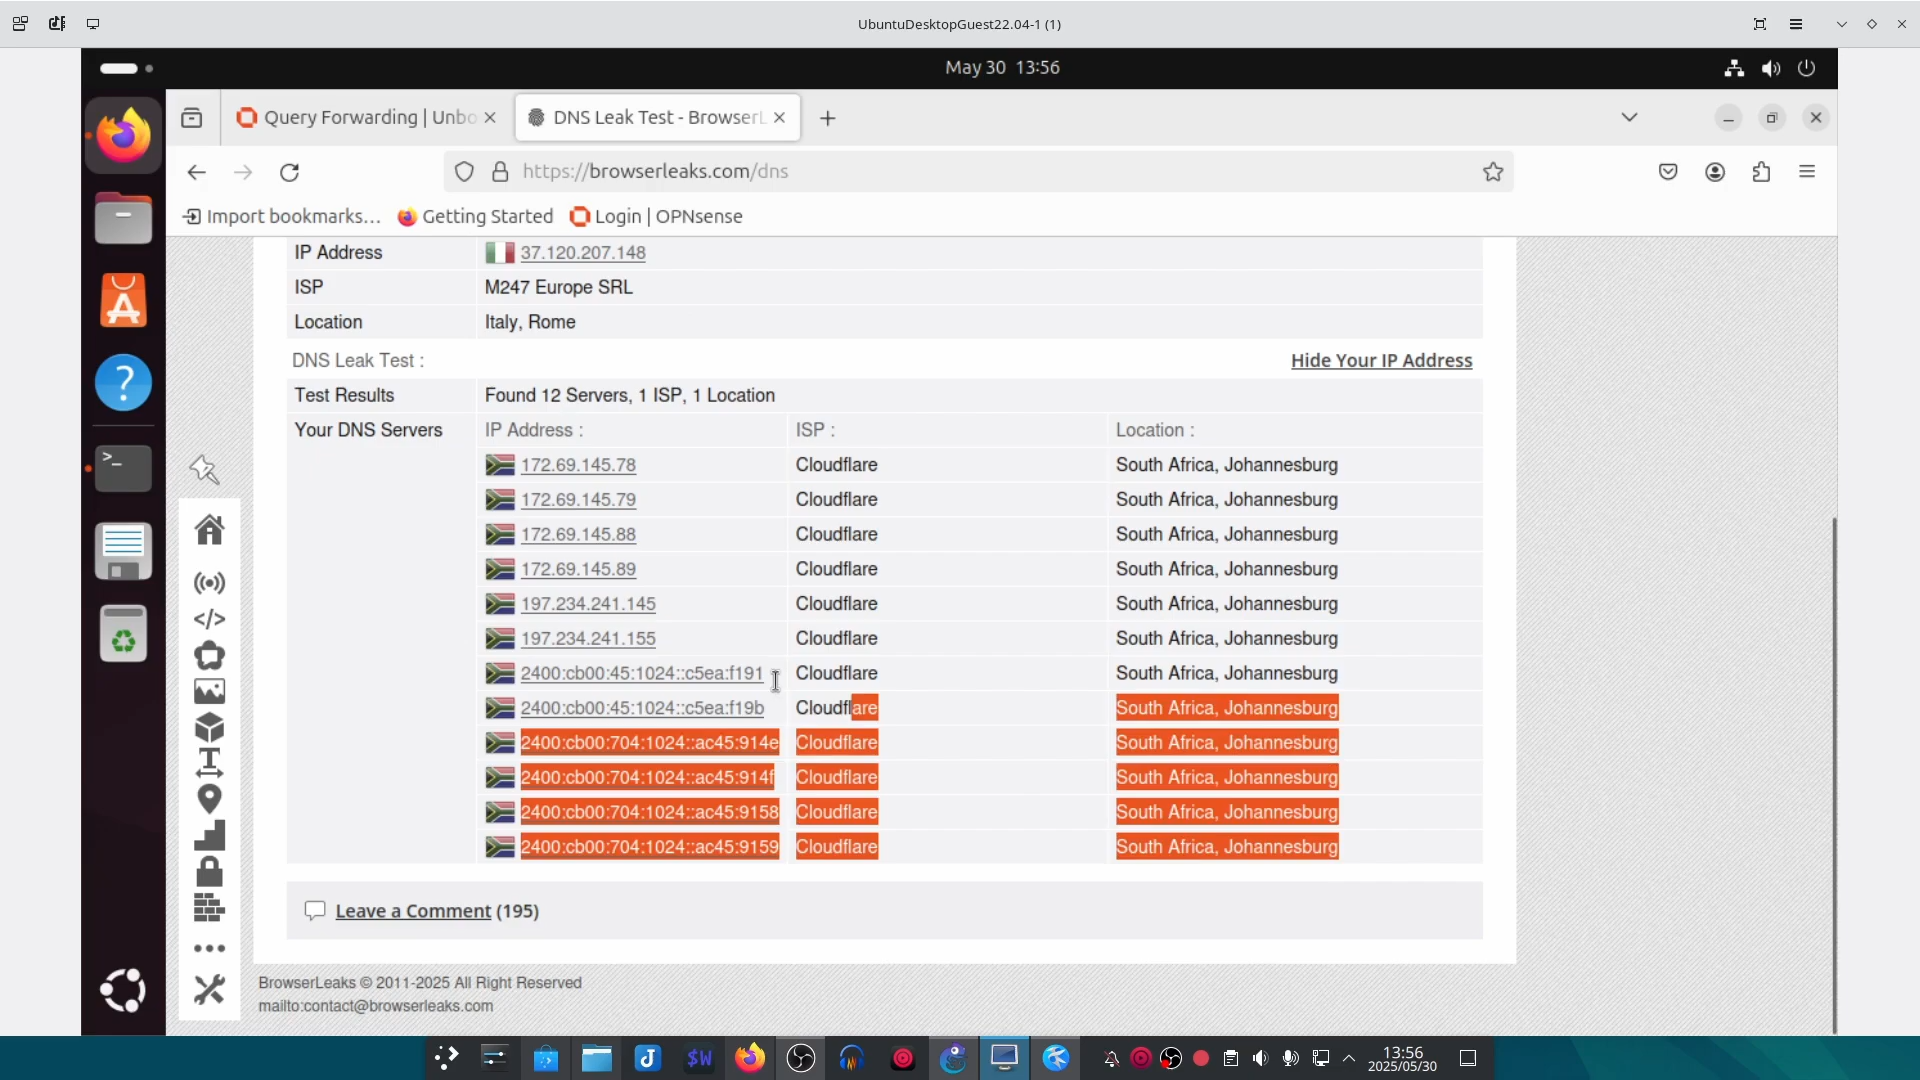 UbuntuDesktopGuest22.04-1 (1)
May 30 13:56
Query Forwarding | Unbo
DNS Leak Test - BrowserL
https://browserleaks.com/dns
Import bookmarks... Getting Started Login | OPNsense
IP Address 37.120.207.148
ISP M247 Europe SRL
Location Italy, Rome
DNS Leak Test : Hide Your IP Address
Test Results Found 12 Servers, 1 ISP, 1 Location
Your DNS Servers IP Address : ISP : Location :
172.69.145.78 Cloudflare South Africa, Johannesburg
172.69.145.79 Cloudflare South Africa, Johannesburg
172.69.145.88 Cloudflare South Africa, Johannesburg
172.69.145.89 Cloudflare South Africa, Johannesburg
197.234.241.145 Cloudflare South Africa, Johannesburg
197.234.241.155 Cloudflare South Africa, Johannesburg
2400:cb00:45:1024::c5ea:f191 Cloudflare South Africa, Johannesburg
2400:cb00:45:1024::c5ea:f19b Cloudflare South Africa, Johannesburg
2400:cb00:704:1024::ac45:914e Cloudflare South Africa, Johannesburg
2400:cb00:704:1024::ac45:914f Cloudflare South Africa, Johannesburg
2400:cb00:704:1024::ac45:9158 Cloudflare South Africa, Johannesburg
2400:cb00:704:1024::ac45:9159 Cloudflare South Africa, Johannesburg
Leave a Comment (195)
BrowserLeaks © 2011-2025 All Right Reserved
mailto:contact@browserleaks.com
$W
13:56
2025/05/30